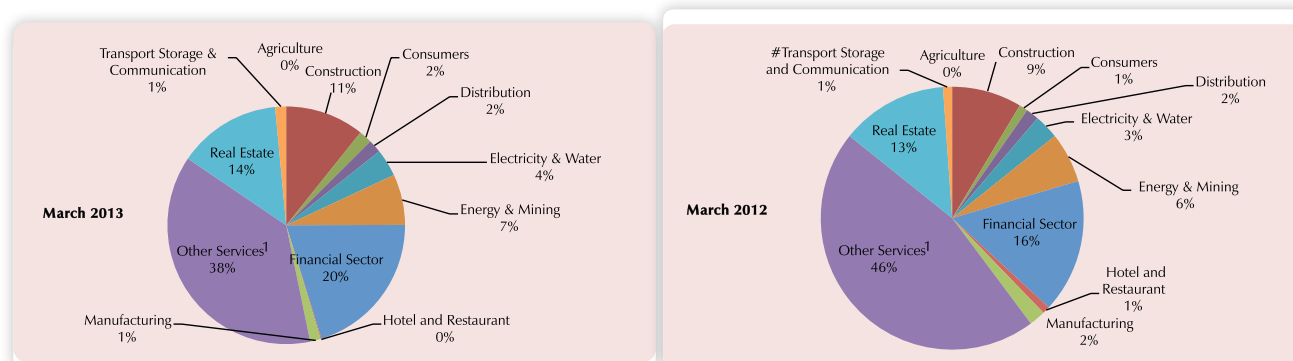 Transport Storage &
Communication
1%
Agriculture
0%
Construction
11%
Consumers
2%
Distribution
2%
Electricity & Water
4%
Energy & Mining
7%
Financial Sector
20%
Hotel and Restaurant
0%
Manufacturing
1%
Other Services1
38%
Real Estate
14%
March 2013
#Transport Storage
and Communication
1%
Agriculture
0%
Construction
9%
Consumers
1%
Distribution
2%
Electricity & Water
3%
Energy & Mining
6%
Financial Sector
16%
Hotel and
Restaurant
1%
Manufacturing
2%
Other Services1
46%
Real Estate
13%
March 2012